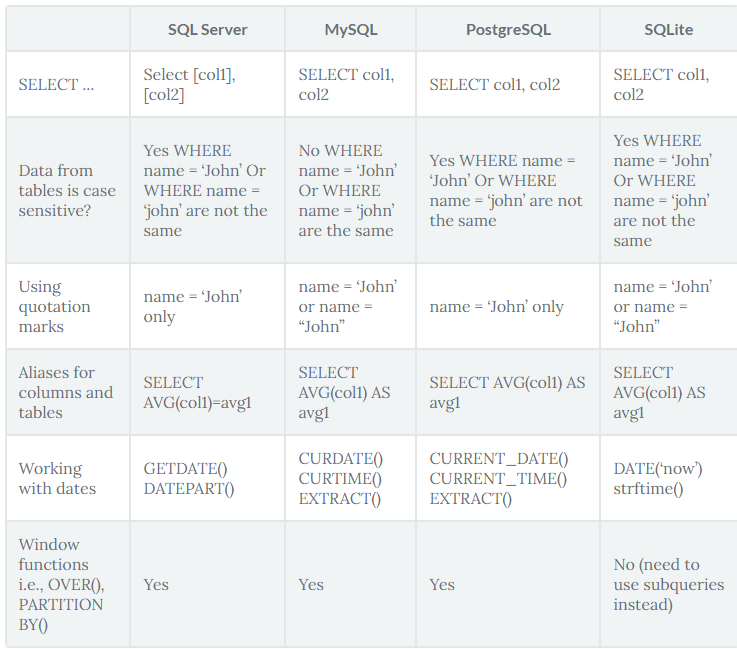 SQL Server MySQL PostgreSQL SQLite
SELECT ...
Select [col1],
[col2]
SELECT col1,
col2
SELECT col1, col2
SELECT col1,
col2
Data from
tables is case
sensitive?
Yes WHERE
name = ‘John’ Or
WHERE name =
‘john’ are not the
same
No WHERE
name = ‘John’
Or WHERE
name = ‘john’
are the same
Yes WHERE name =
‘John’ Or WHERE
name = ‘john’ are not
the same
Yes WHERE
name = ‘John’
Or WHERE
name = ‘john’
are not the
same
Using
quotation
marks
name = ‘John’
only
name = ‘John’
or name =
“John”
name = ‘John’ only
name = ‘John’
or name =
“John”
Aliases for
columns and
tables
SELECT
AVG(col1)=avg1
SELECT
AVG(col1) AS
avg1
SELECT AVG(col1) AS
avg1
SELECT
AVG(col1) AS
avg1
Working
with dates
GETDATE()
DATEPART()
CURDATE()
CURTIME()
EXTRACT()
CURRENT_DATE()
CURRENT_TIME()
EXTRACT()
DATE(‘now’)
strftime()
Window
functions
i.e., OVER(),
PARTITION
BY()
Yes
Yes
Yes
No (need to
use subqueries
instead)